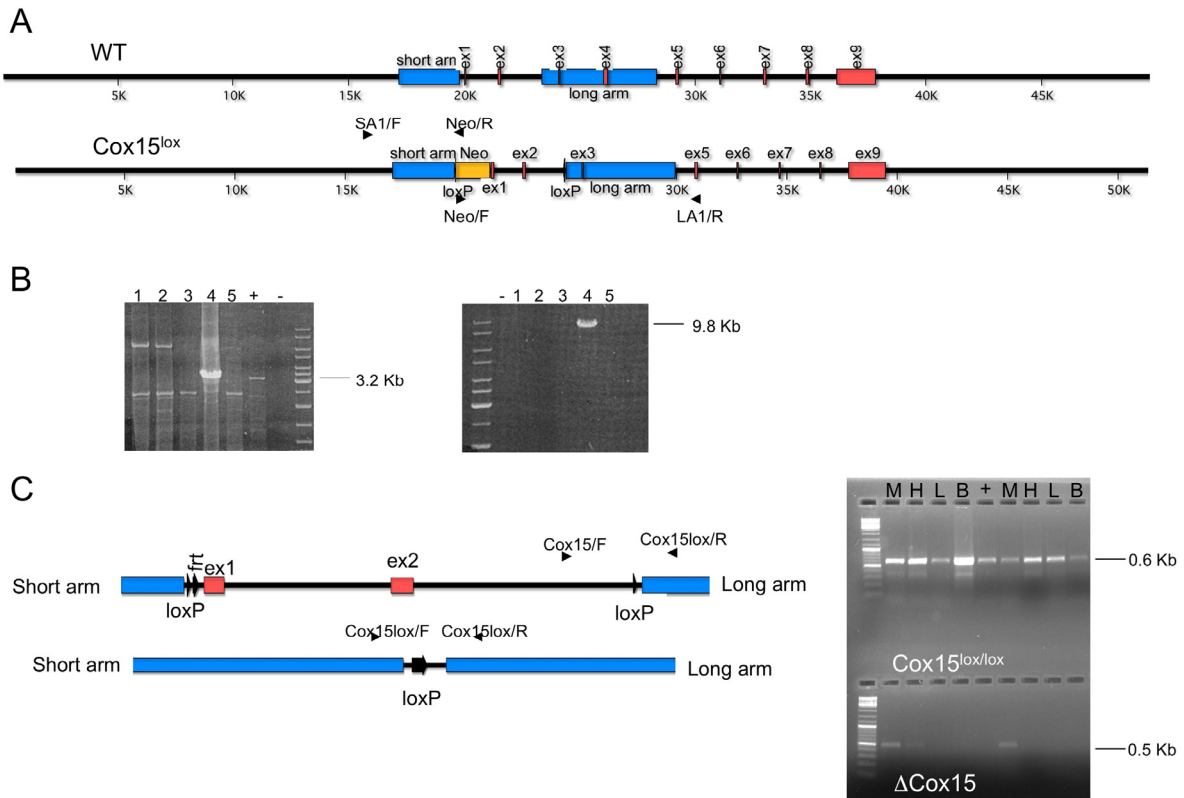 A
WT
short arn
ex1
ex2
ex3
ex4
ex5
ex6
ex7
ex8
ex9
long arm
5K
10K
15K
20K
25K
30K
35K
40K
45K
SA1/F
Neo/R
Cox15lox
short arm
Neo
ex2
ex3
ex5
ex6
ex7
ex8
ex9
loxP
ex1
loxP
long arm
5K
10K
15K
20K
25K
30K
35K
40K
45K
50K
Neo/F
LA1/R
B
1 2 3 4 5 + -
3.2 Kb
- 1 2 3 4 5
9.8 Kb
C
Short arm
frt
ex1
ex2
Cox15/F
Cox15lox/R
loxP
loxP
Long arm
Short arm
Cox15lox/F
Cox15lox/R
loxP
Long arm
M H L B + M H L B
0.6 Kb
Cox15lox/lox
0.5 Kb
ΔCox15